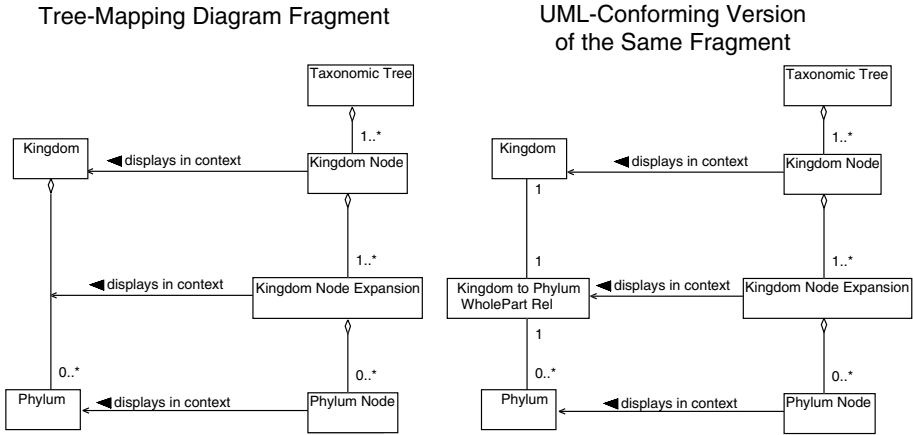 Tree-Mapping Diagram Fragment
UML-Conforming Version
of the Same Fragment
Taxonomic Tree
1..*
Kingdom
displays in context
Kingdom Node
1..*
displays in context
Kingdom Node Expansion
0..*
0..*
Phylum
displays in context
Phylum Node
Taxonomic Tree
1..*
Kingdom
displays in context
Kingdom Node
1
1
1..*
Kingdom to Phylum
WholePart Rel
displays in context
Kingdom Node Expansion
1
0..*
0..*
Phylum
displays in context
Phylum Node